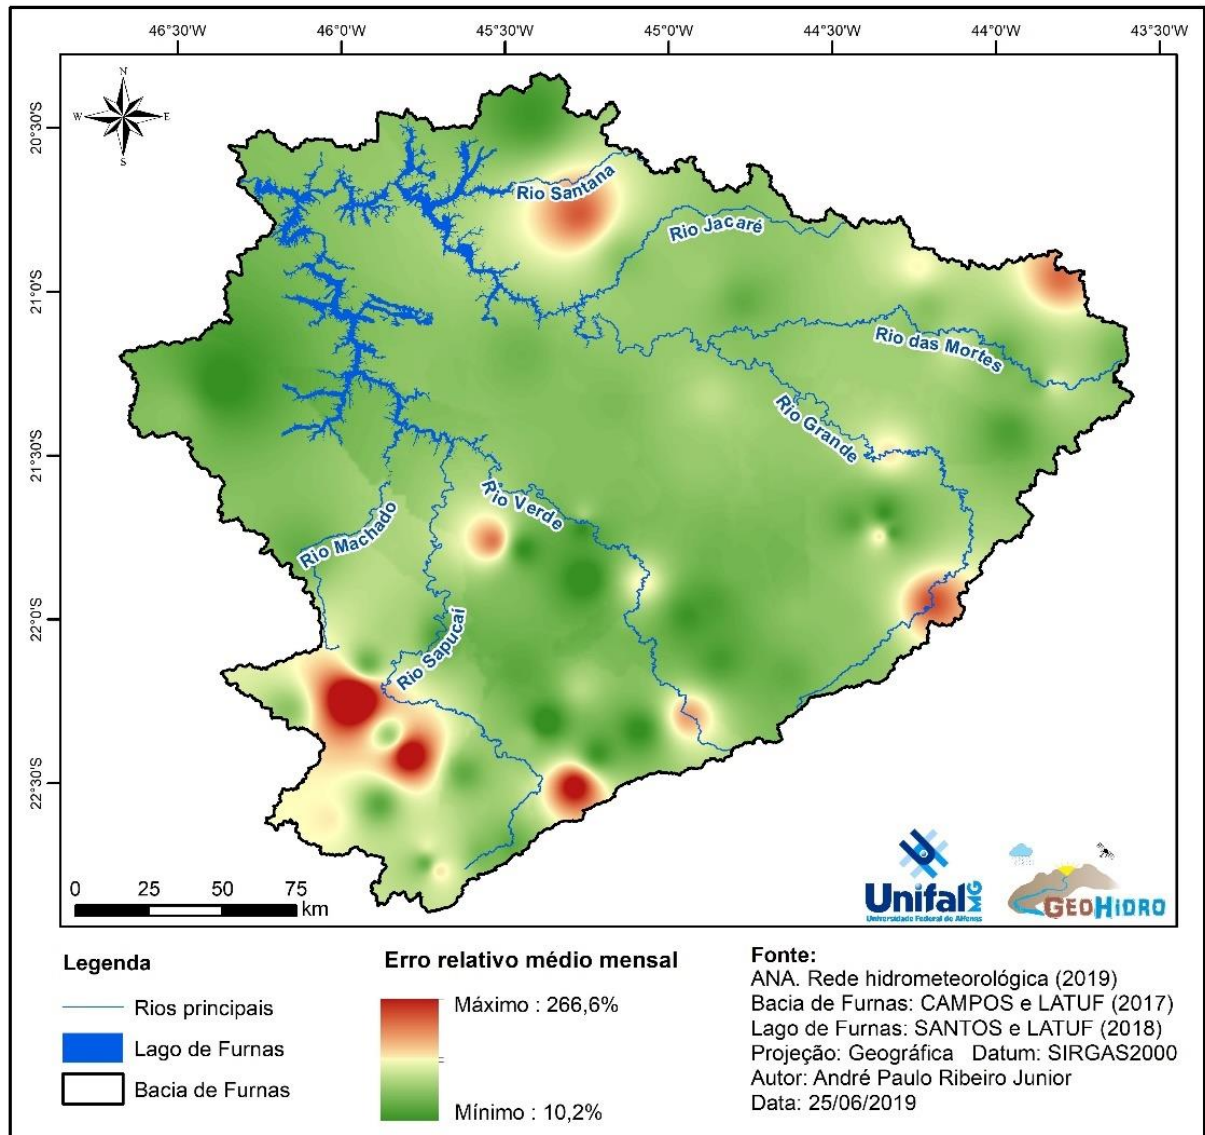 46°30'W 46°0'W 45°30'W 45°0'W 44°30'W 44°0'W 43°30'W
N
W E
S
20°30'S
21°0'S
21°30'S
22°0'S
22°30'S
Rio Santana
Rio Jacaré
Rio das Mortes
Rio Grande
Rio Verde
Rio Machado
Rio Sapucaí
0 25 50 75
km
Unifal MG
Universidade Federal de Alfenas
GEOHIDRO
Legenda
Rios principais
Lago de Furnas
Bacia de Furnas
Erro relativo médio mensal
Máximo : 266,6%
Mínimo : 10,2%
Fonte:
ANA. Rede hidrometeorológica (2019)
Bacia de Furnas: CAMPOS e LATUF (2017)
Lago de Furnas: SANTOS e LATUF (2018)
Projeção: Geográfica Datum: SIRGAS2000
Autor: André Paulo Ribeiro Junior
Data: 25/06/2019